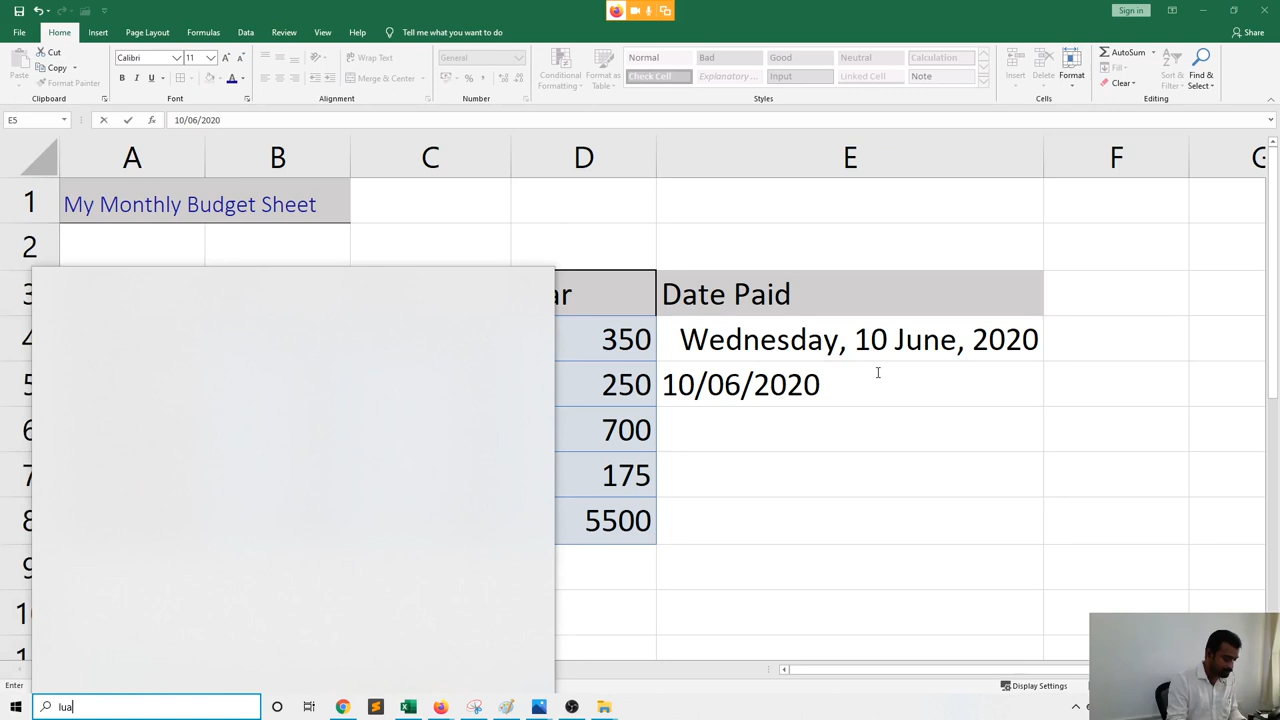 Sign in
File Home Insert Page Layout Formulas Data Review View Help Tell me what you want to do Share
Cut
Copy
Format Painter
Paste
Clipboard
Calibri 11
B I U
Font
Wrap Text
Merge & Center
Alignment
General
Number
Conditional Formatting
Format as Table
Normal Bad Good Neutral Calculation
Check Cell Explanatory ... Input Linked Cell Note
Styles
Insert Delete Format
Cells
AutoSum
Fill
Clear
Sort & Filter
Find & Select
Editing
E5 fx 10/06/2020
A B C D E F G
1 My Monthly Budget Sheet
2
3 ar Date Paid
4 350 Wednesday, 10 June, 2020
5 250 10/06/2020
6 700
7 175
8 5500
9
10
Enter Display Settings
lua